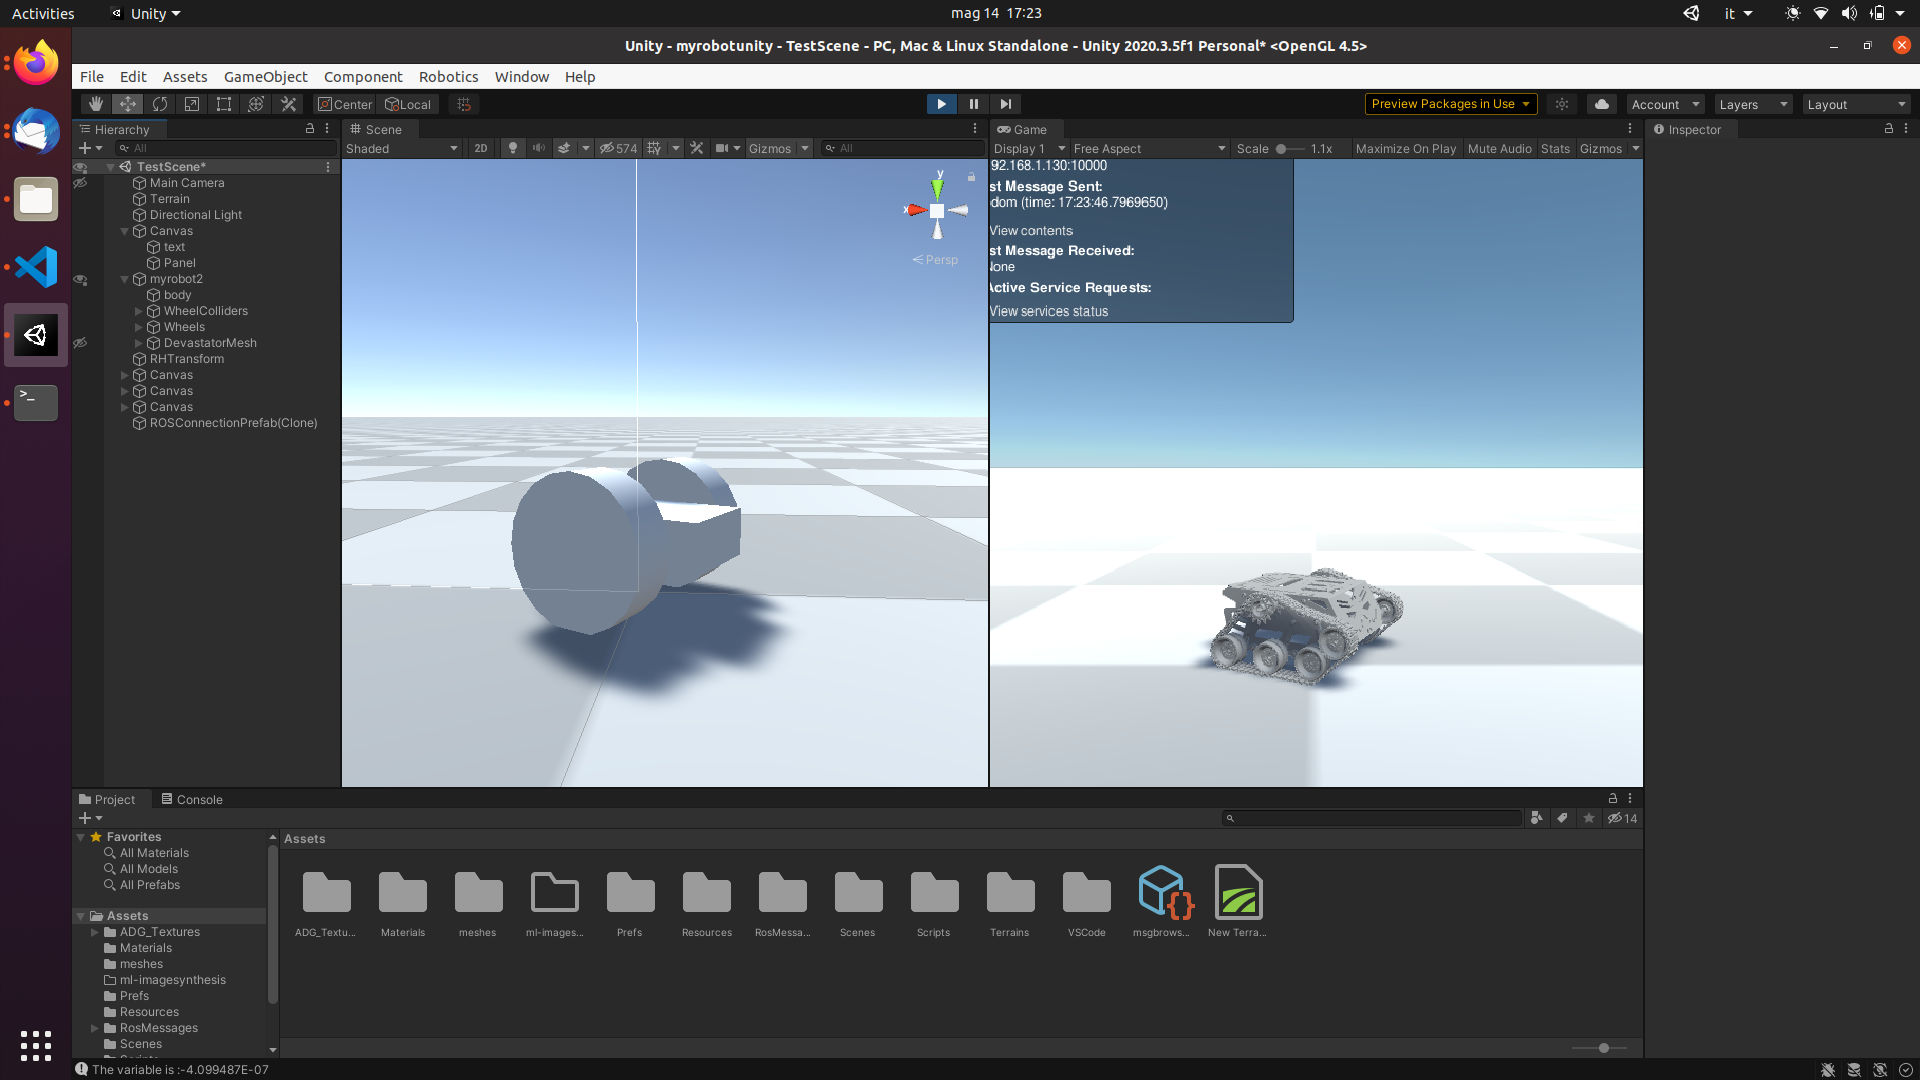 Activities
Unity
mag 14 17:23
it
Unity - myrobotunity - TestScene - PC, Mac & Linux Standalone - Unity 2020.3.5f1 Personal* <OpenGL 4.5>
File Edit Assets GameObject Component Robotics Window Help
Center Local
Preview Packages in Use
Account
Layers
Layout
Hierarchy
All
TestScene*
Main Camera
Terrain
Directional Light
Canvas
text
Panel
myrobot2
body
WheelColliders
Wheels
DevastatorMesh
RHTransform
Canvas
Canvas
Canvas
ROSConnectionPrefab(Clone)
Scene
Shaded 2D 574 Gizmos All
y
x
Persp
Game
Display 1 Free Aspect Scale 1.1x Maximize On Play Mute Audio Stats Gizmos
92.168.1.130:10000
st Message Sent:
dom (time: 17:23:46.7969650)
View contents
st Message Received:
None
Active Service Requests:
View services status
Inspector
Project Console
14
Favorites
All Materials
All Models
All Prefabs
Assets
ADG_Textures
Materials
meshes
ml-imagesynthesis
Prefs
Resources
RosMessages
Scenes
Assets
ADG_Textu... Materials meshes ml-images... Prefs Resources RosMessa... Scenes Scripts Terrains VSCode msgbrows... New Terra...
The variable is :-4.099487E-07